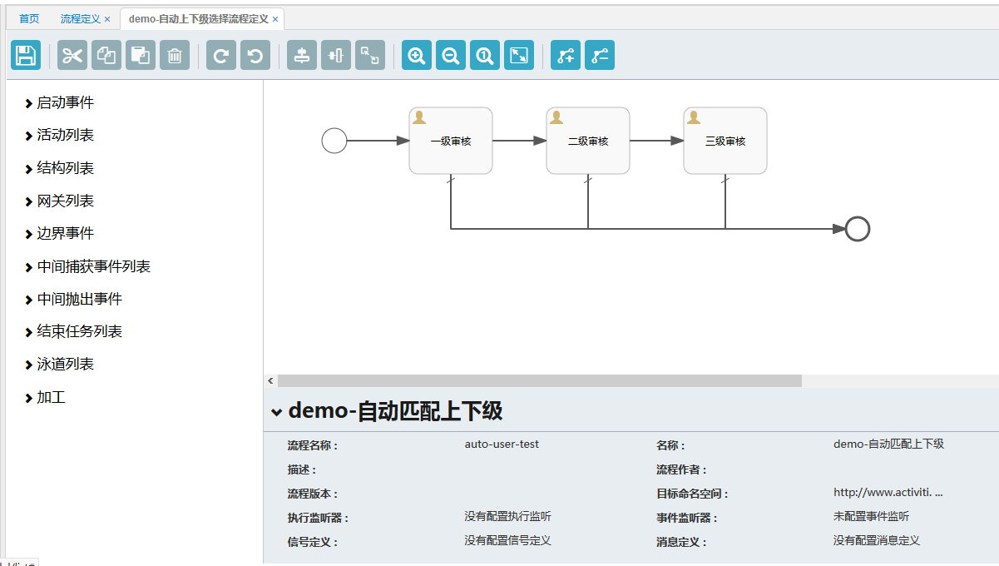 首页 流程定义 × demo-自动上下级选择流程定义 ×
启动事件
活动列表
结构列表
网关列表
边界事件
中间捕获事件列表
中间抛出事件
结束任务列表
泳道列表
加工
一级审核 二级审核 三级审核
demo-自动匹配上下级
流程名称： auto-user-test 名称： demo-自动匹配上下级
描述： 流程作者：
流程版本： 目标命名空间： http://www.activiti. ...
执行监听器： 没有配置执行监听 事件监听器： 未配置事件监听
信号定义： 没有配置信号定义 消息定义： 没有配置消息定义